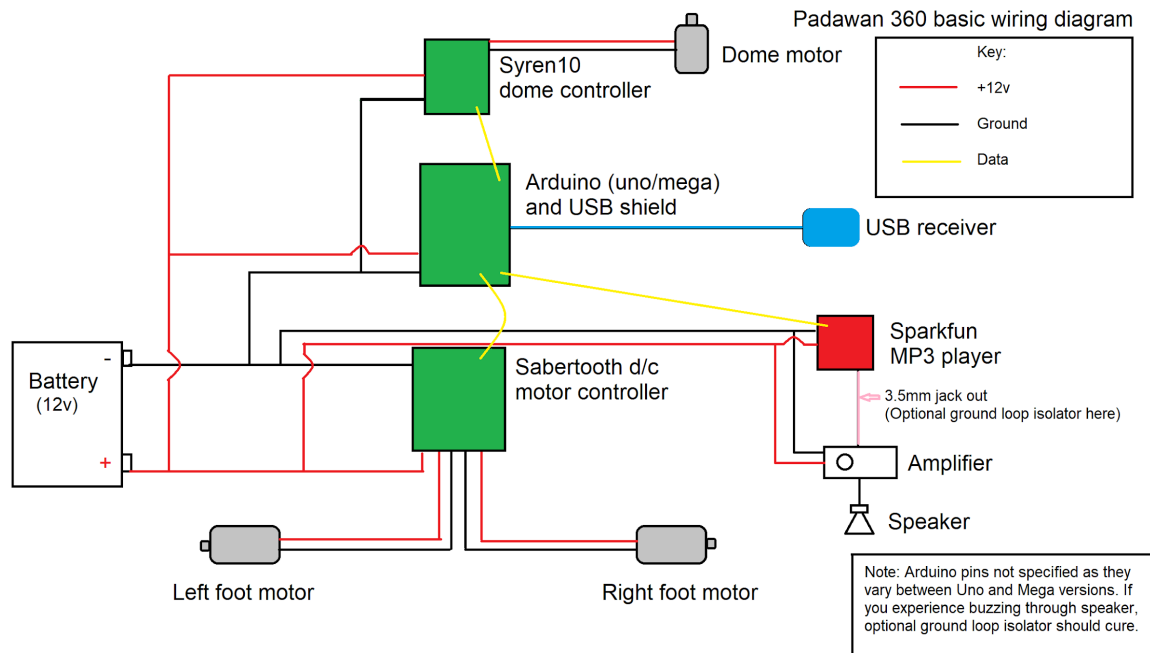 Padawan 360 basic wiring diagram
Key:
+12v
Ground
Data
Syren10
dome controller
Dome motor
Arduino (uno/mega)
and USB shield
USB receiver
Sparkfun
MP3 player
Battery
(12v)
-
+
Sabertooth d/c
motor controller
3.5mm jack out
(Optional ground loop isolator here)
Amplifier
Speaker
Left foot motor
Right foot motor
Note: Arduino pins not specified as they
vary between Uno and Mega versions. If
you experience buzzing through speaker,
optional ground loop isolator should cure.